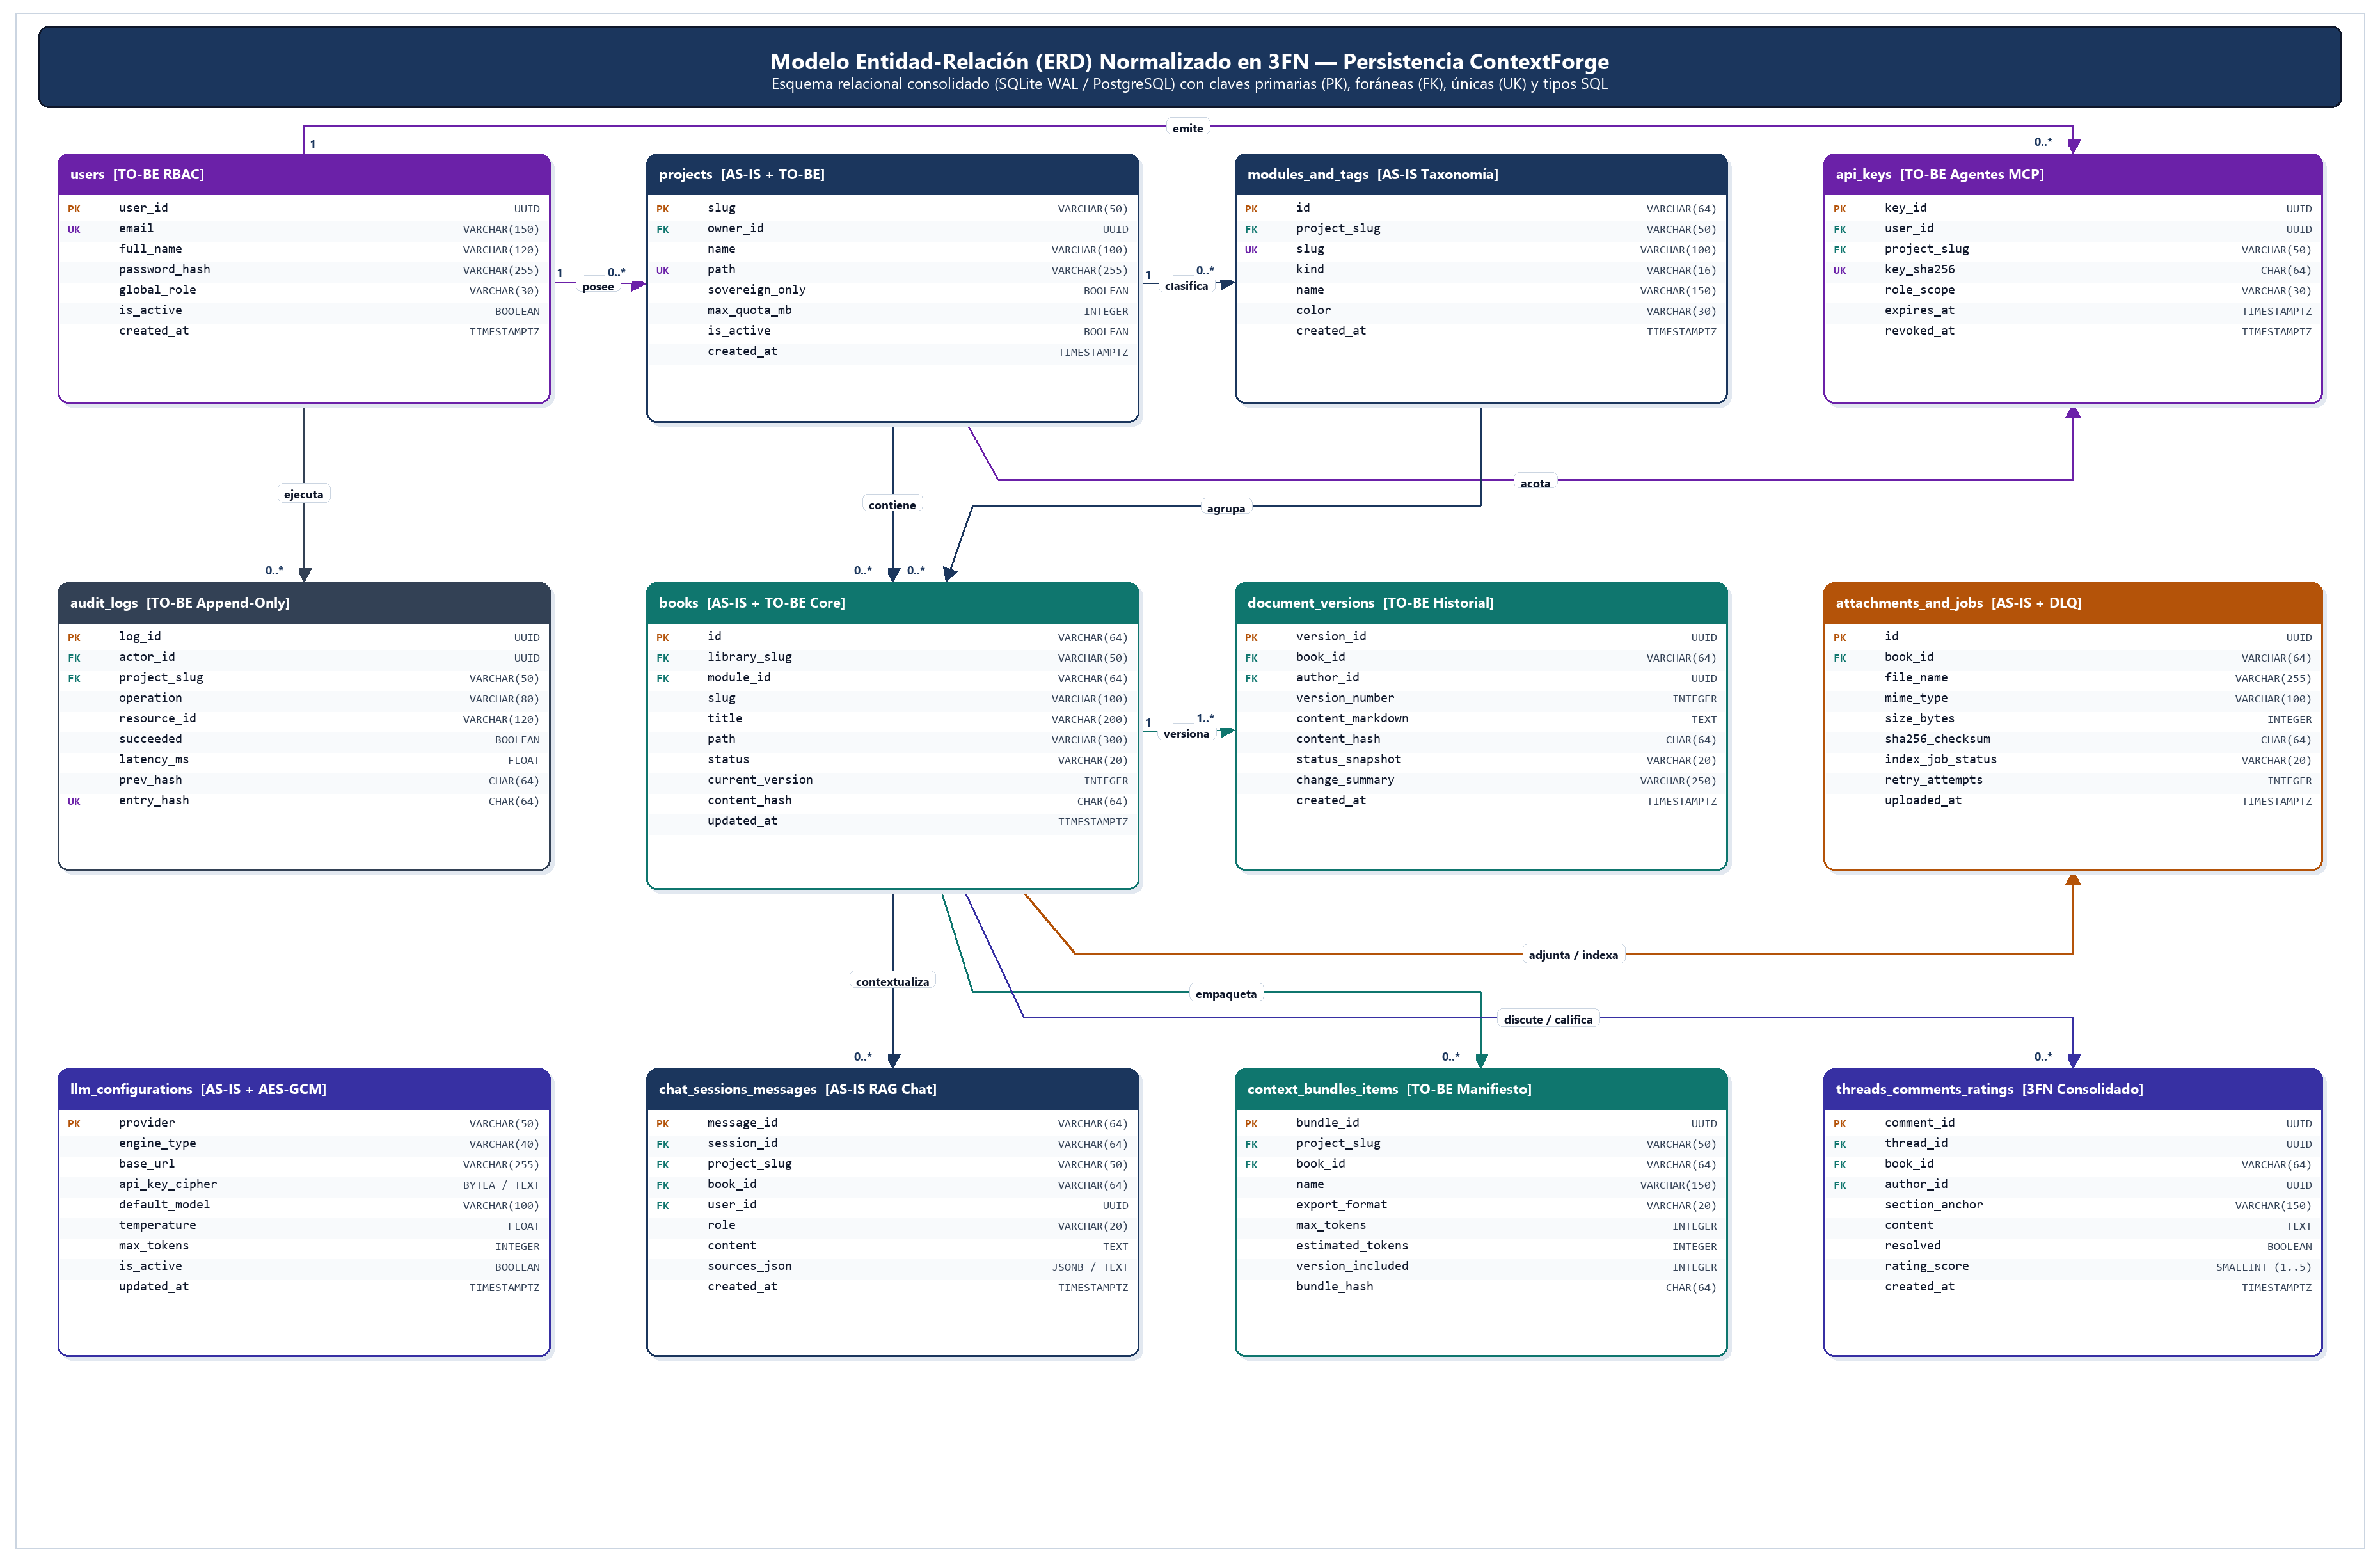 Modelo Entidad-Relación (ERD) Normalizado en 3FN — Persistencia ContextForge
Esquema relacional consolidado (SQLite WAL / PostgreSQL) con claves primarias (PK), foráneas (FK), únicas (UK) y tipos SQL
emite
1
0..*
users [TO-BE RBAC]
PK user_id UUID
UK email VARCHAR(150)
full_name VARCHAR(120)
password_hash VARCHAR(255)
global_role VARCHAR(30)
is_active BOOLEAN
created_at TIMESTAMPTZ
1 0..*
posee
projects [AS-IS + TO-BE]
PK slug VARCHAR(50)
FK owner_id UUID
name VARCHAR(100)
UK path VARCHAR(255)
sovereign_only BOOLEAN
max_quota_mb INTEGER
is_active BOOLEAN
created_at TIMESTAMPTZ
1 0..*
clasifica
modules_and_tags [AS-IS Taxonomía]
PK id VARCHAR(64)
FK project_slug VARCHAR(50)
UK slug VARCHAR(100)
kind VARCHAR(16)
name VARCHAR(150)
color VARCHAR(30)
created_at TIMESTAMPTZ
api_keys [TO-BE Agentes MCP]
PK key_id UUID
FK user_id UUID
FK project_slug VARCHAR(50)
UK key_sha256 CHAR(64)
role_scope VARCHAR(30)
expires_at TIMESTAMPTZ
revoked_at TIMESTAMPTZ
acota
ejecuta
contiene
agrupa
0..*
0..*
0..*
audit_logs [TO-BE Append-Only]
PK log_id UUID
FK actor_id UUID
FK project_slug VARCHAR(50)
operation VARCHAR(80)
resource_id VARCHAR(120)
succeeded BOOLEAN
latency_ms FLOAT
prev_hash CHAR(64)
UK entry_hash CHAR(64)
books [AS-IS + TO-BE Core]
PK id VARCHAR(64)
FK library_slug VARCHAR(50)
FK module_id VARCHAR(64)
slug VARCHAR(100)
title VARCHAR(200)
path VARCHAR(300)
status VARCHAR(20)
current_version INTEGER
content_hash CHAR(64)
updated_at TIMESTAMPTZ
1 1..*
versiona
document_versions [TO-BE Historial]
PK version_id UUID
FK book_id VARCHAR(64)
FK author_id UUID
version_number INTEGER
content_markdown TEXT
content_hash CHAR(64)
status_snapshot VARCHAR(20)
change_summary VARCHAR(250)
created_at TIMESTAMPTZ
attachments_and_jobs [AS-IS + DLQ]
PK id UUID
FK book_id VARCHAR(64)
file_name VARCHAR(255)
mime_type VARCHAR(100)
size_bytes INTEGER
sha256_checksum CHAR(64)
index_job_status VARCHAR(20)
retry_attempts INTEGER
uploaded_at TIMESTAMPTZ
adjunta / indexa
contextualiza
empaqueta
discute / califica
0..*
0..*
0..*
llm_configurations [AS-IS + AES-GCM]
PK provider VARCHAR(50)
engine_type VARCHAR(40)
base_url VARCHAR(255)
api_key_cipher BYTEA / TEXT
default_model VARCHAR(100)
temperature FLOAT
max_tokens INTEGER
is_active BOOLEAN
updated_at TIMESTAMPTZ
chat_sessions_messages [AS-IS RAG Chat]
PK message_id VARCHAR(64)
FK session_id VARCHAR(64)
FK project_slug VARCHAR(50)
FK book_id VARCHAR(64)
FK user_id UUID
role VARCHAR(20)
content TEXT
sources_json JSONB / TEXT
created_at TIMESTAMPTZ
context_bundles_items [TO-BE Manifiesto]
PK bundle_id UUID
FK project_slug VARCHAR(50)
FK book_id VARCHAR(64)
name VARCHAR(150)
export_format VARCHAR(20)
max_tokens INTEGER
estimated_tokens INTEGER
version_included INTEGER
bundle_hash CHAR(64)
threads_comments_ratings [3FN Consolidado]
PK comment_id UUID
FK thread_id UUID
FK book_id VARCHAR(64)
FK author_id UUID
section_anchor VARCHAR(150)
content TEXT
resolved BOOLEAN
rating_score SMALLINT (1..5)
created_at TIMESTAMPTZ